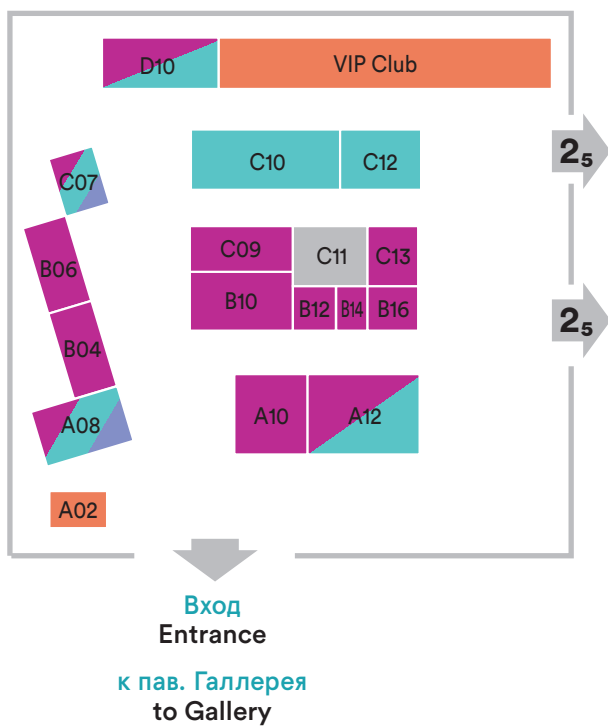 D10
VIP Club
C10
C12
2₅
C07
C09
C11
C13
B06
B10
B12
B14
B16
2₅
B04
A08
A10
A12
A02
Вход
Entrance
к пав. Галлерея
to Gallery